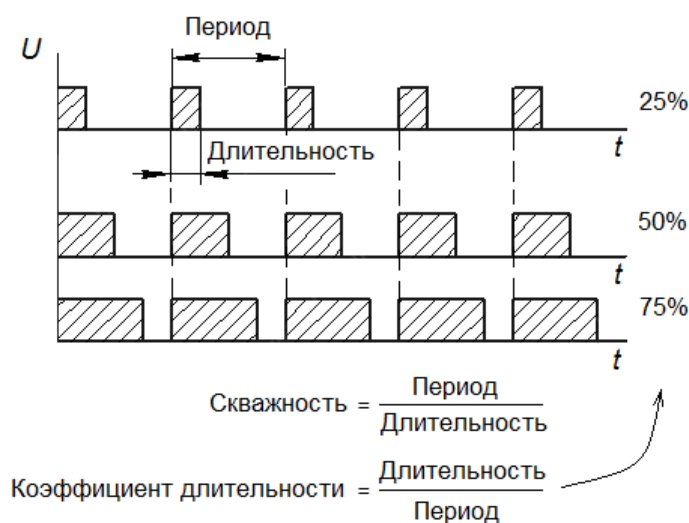 Период
U
25%
t
Длительность
50%
t
75%
t
Скважность = Период
Длительность
Коэффициент длительности = Длительность
Период